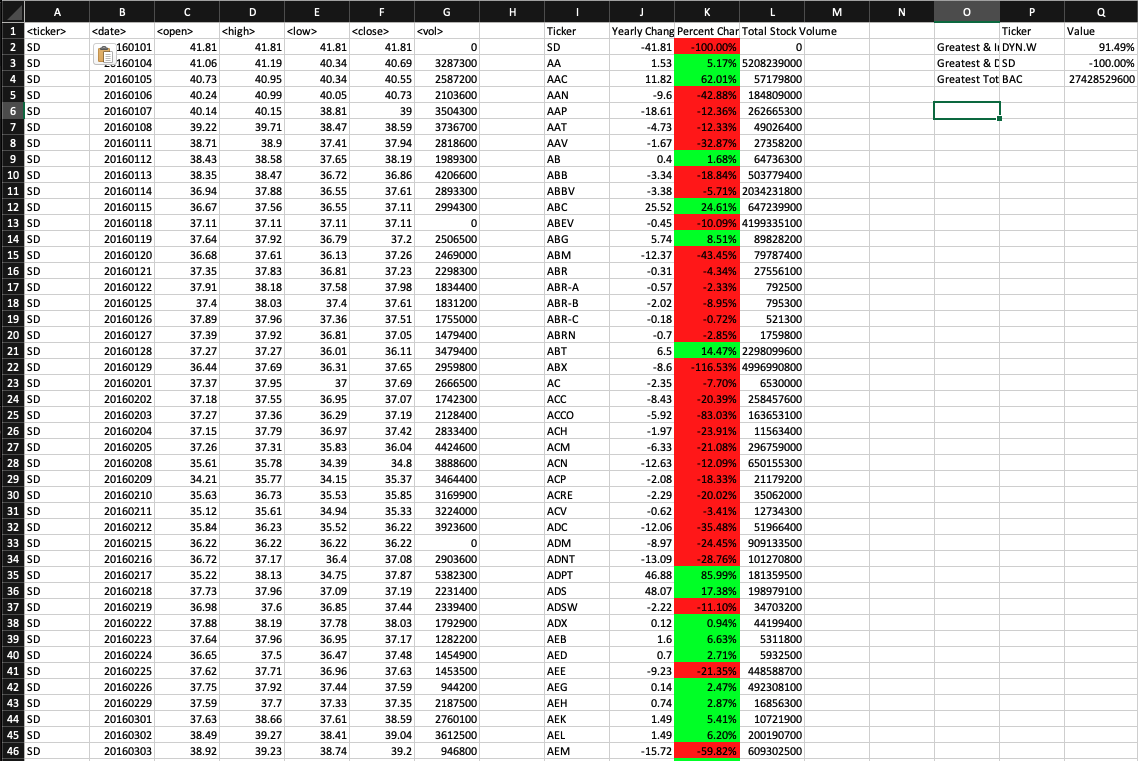 A B C D E F G H I J K L M N O P Q
1 <ticker> <date> <open> <high> <low> <close> <vol> Ticker Yearly Chang Percent Char Total Stock Volume Ticker Value
2 SD 160101 41.81 41.81 41.81 41.81 0 SD -41.81 -100.00% 0 Greatest & In DYN.W 91.49%
3 SD 20160104 41.06 41.19 40.34 40.69 3287300 AA 1.53 5.17% 5208239000 Greatest & D SD -100.00%
4 SD 20160105 40.73 40.95 40.34 40.55 2587200 AAC 11.82 62.01% 57179800 Greatest Tot BAC 27428529600
5 SD 20160106 40.24 40.99 40.05 40.73 2103600 AAN -9.6 -42.88% 184809000
6 SD 20160107 40.14 40.15 38.81 39 3504300 AAP -18.61 -12.36% 262665300
7 SD 20160108 39.22 39.71 38.47 38.59 3736700 AAT -4.73 -12.33% 49026400
8 SD 20160111 38.71 38.9 37.41 37.94 2818600 AAV -1.67 -32.87% 27358200
9 SD 20160112 38.43 38.58 37.65 38.19 1989300 AB 0.4 1.68% 64736300
10 SD 20160113 38.35 38.47 36.72 36.86 4206600 ABB -3.34 -18.84% 503779400
11 SD 20160114 36.94 37.88 36.55 37.61 2893300 ABBV -3.38 -5.71% 2034231800
12 SD 20160115 36.67 37.56 36.55 37.11 2994300 ABC 25.52 24.61% 647239900
13 SD 20160118 37.11 37.11 37.11 37.11 0 ABEV -0.45 -10.09% 4199335100
14 SD 20160119 37.64 37.92 36.79 37.2 2506500 ABG 5.74 8.51% 89828200
15 SD 20160120 36.68 37.61 36.13 37.26 2469000 ABM -12.37 -43.45% 79787400
16 SD 20160121 37.35 37.83 36.81 37.23 2298300 ABR -0.31 -4.34% 27556100
17 SD 20160122 37.91 38.18 37.58 37.98 1834400 ABR-A -0.57 -2.33% 792500
18 SD 20160125 37.4 38.03 37.4 37.61 1831200 ABR-B -2.02 -8.95% 795300
19 SD 20160126 37.89 37.96 37.36 37.51 1755000 ABR-C -0.18 -0.72% 521300
20 SD 20160127 37.39 37.92 36.81 37.05 1479400 ABRN -0.7 -2.85% 1759800
21 SD 20160128 37.27 37.27 36.01 36.11 3479400 ABT 6.5 14.47% 2298099600
22 SD 20160129 36.44 37.69 36.31 37.65 2959800 ABX -8.6 -116.53% 4996990800
23 SD 20160201 37.37 37.95 37 37.69 2666500 AC -2.35 -7.70% 6530000
24 SD 20160202 37.18 37.55 36.95 37.07 1742300 ACC -8.43 -20.39% 258457600
25 SD 20160203 37.27 37.36 36.29 37.19 2128400 ACCO -5.92 -83.03% 163653100
26 SD 20160204 37.15 37.79 36.97 37.42 2833400 ACH -1.97 -23.91% 11563400
27 SD 20160205 37.26 37.31 35.83 36.04 4424600 ACM -6.33 -21.08% 296759000
28 SD 20160208 35.61 35.78 34.39 34.8 3888600 ACN -12.63 -12.09% 650155300
29 SD 20160209 34.21 35.77 34.15 35.37 3464400 ACP -2.08 -18.33% 21179200
30 SD 20160210 35.63 36.73 35.53 35.85 3169900 ACRE -2.29 -20.02% 35062000
31 SD 20160211 35.12 35.61 34.94 35.33 3224000 ACV -0.62 -3.41% 12734300
32 SD 20160212 35.84 36.23 35.52 36.22 3923600 ADC -12.06 -35.48% 51966400
33 SD 20160215 36.22 36.22 36.22 36.22 0 ADM -8.97 -24.45% 909133500
34 SD 20160216 36.72 37.17 36.4 37.08 2903600 ADNT -13.09 -28.76% 101270800
35 SD 20160217 35.22 38.13 34.75 37.87 5382300 ADPT 46.88 85.99% 181359500
36 SD 20160218 37.73 37.96 37.09 37.19 2231400 ADS 48.07 17.38% 198979100
37 SD 20160219 36.98 37.6 36.85 37.44 2339400 ADSW -2.22 -11.10% 34703200
38 SD 20160222 37.88 38.19 37.78 38.03 1792900 ADX 0.12 0.94% 44199400
39 SD 20160223 37.64 37.96 36.95 37.17 1282200 AEB 1.6 6.63% 5311800
40 SD 20160224 36.65 37.5 36.47 37.48 1454900 AED 0.7 2.71% 5932500
41 SD 20160225 37.62 37.71 36.96 37.63 1453500 AEE -9.23 -21.35% 448588700
42 SD 20160226 37.75 37.92 37.44 37.59 944200 AEG 0.14 2.47% 492308100
43 SD 20160229 37.59 37.7 37.33 37.35 2187500 AEH 0.74 2.87% 16856300
44 SD 20160301 37.63 38.66 37.61 38.59 2760100 AEK 1.49 5.41% 10721900
45 SD 20160302 38.49 39.27 38.41 39.04 3612500 AEL 1.49 6.20% 200190700
46 SD 20160303 38.92 39.23 38.74 39.2 946800 AEM -15.72 -59.82% 609302500